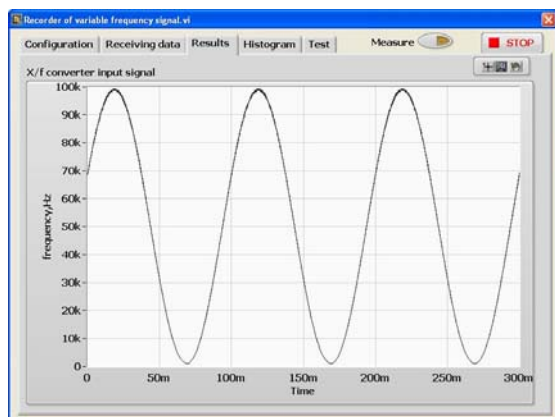 Recorder of variable frequency signal.vi
Configuration Receiving data Results Histogram Test Measure STOP
X/f converter input signal
100k
90k
80k
70k
60k
50k
40k
30k
20k
10k
0
frequency,Hz
0 50m 100m 150m 200m 250m 300m
Time